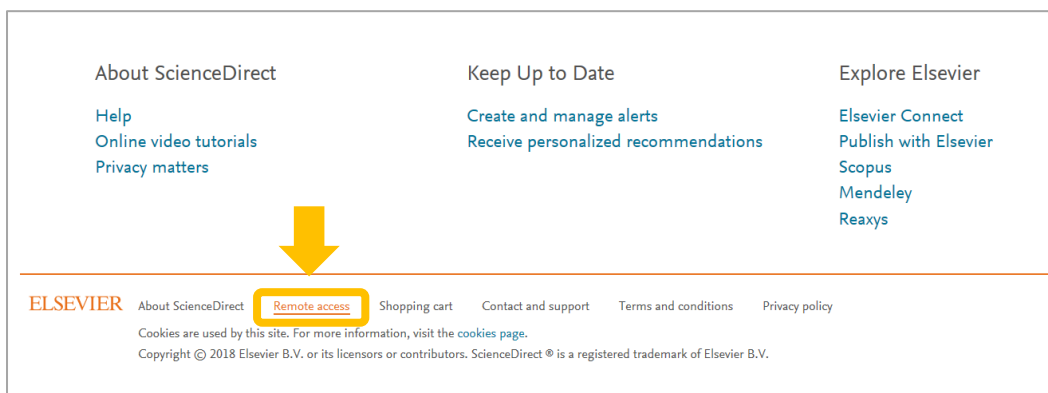 About ScienceDirect
Help
Online video tutorials
Privacy matters
Keep Up to Date
Create and manage alerts
Receive personalized recommendations
Explore Elsevier
Elsevier Connect
Publish with Elsevier
Scopus
Mendeley
Reaxys
ELSEVIER About ScienceDirect Remote access Shopping cart Contact and support Terms and conditions Privacy policy
Cookies are used by this site. For more information, visit the cookies page.
Copyright © 2018 Elsevier B.V. or its licensors or contributors. ScienceDirect ® is a registered trademark of Elsevier B.V.